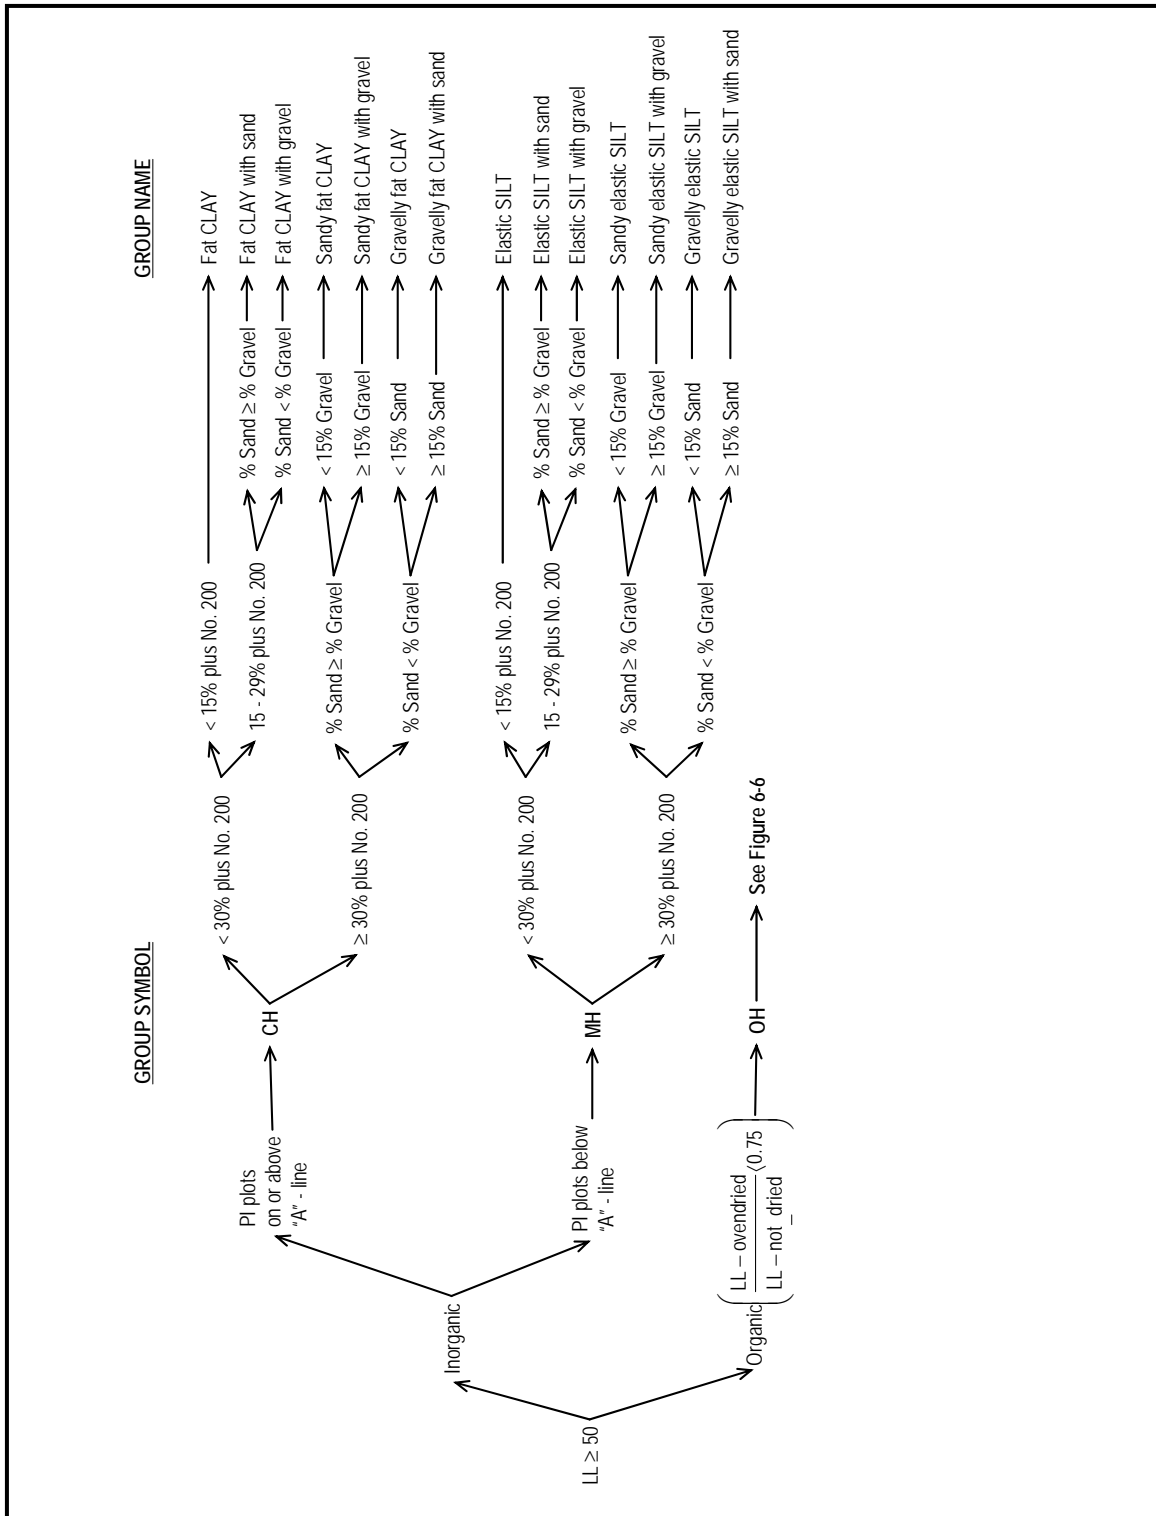 GROUP SYMBOL
GROUP NAME
LL ≥ 50
Inorganic
PI plots
on or above
"A" - line
CH
< 30% plus No. 200
< 15% plus No. 200
Fat CLAY
15 - 29% plus No. 200
% Sand ≥ % Gravel
Fat CLAY with sand
% Sand < % Gravel
Fat CLAY with gravel
≥ 30% plus No. 200
% Sand ≥ % Gravel
< 15% Gravel
Sandy fat CLAY
≥ 15% Gravel
Sandy fat CLAY with gravel
% Sand < % Gravel
< 15% Sand
Gravelly fat CLAY
≥ 15% Sand
Gravelly fat CLAY with sand
PI plots below
"A" - line
MH
< 30% plus No. 200
< 15% plus No. 200
Elastic SILT
15 - 29% plus No. 200
% Sand ≥ % Gravel
Elastic SILT with sand
% Sand < % Gravel
Elastic SILT with gravel
≥ 30% plus No. 200
% Sand ≥ % Gravel
< 15% Gravel
Sandy elastic SILT
≥ 15% Gravel
Sandy elastic SILT with gravel
% Sand < % Gravel
< 15% Sand
Gravelly elastic SILT
≥ 15% Sand
Gravelly elastic SILT with sand
Organic
LL – ovendried
LL – not_dried
⟨0.75
OH
See Figure 6-6